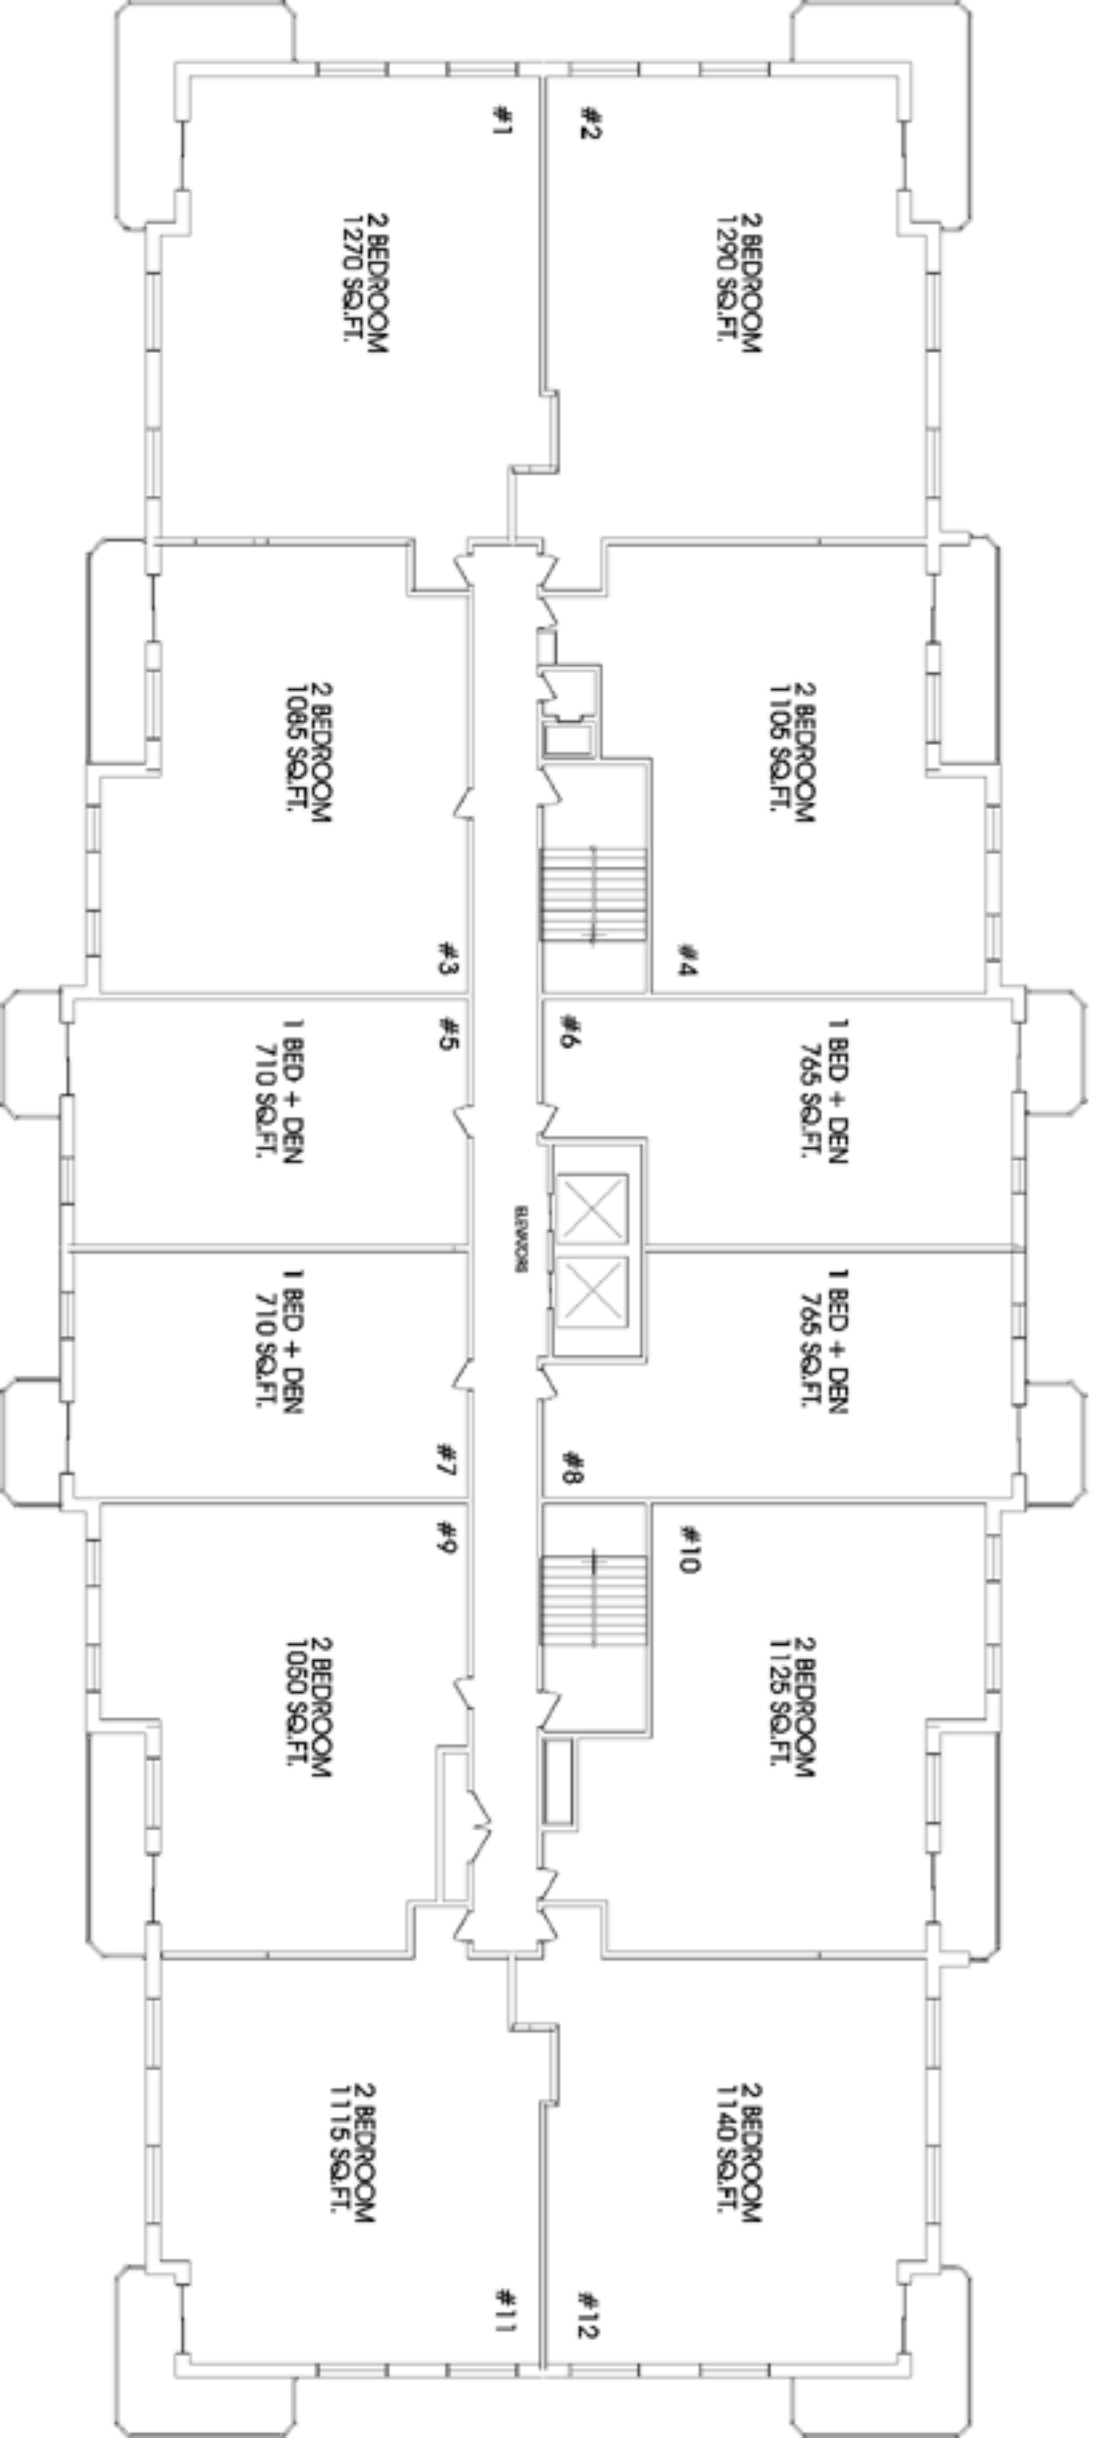 #1
2 BEDROOM
1270 SQ.FT.
#2
2 BEDROOM
1290 SQ.FT.
2 BEDROOM
1085 SQ.FT.
#3
2 BEDROOM
1105 SQ.FT.
#4
#5
1 BED + DEN
710 SQ.FT.
#6
1 BED + DEN
765 SQ.FT.
ELEVATORS
1 BED + DEN
710 SQ.FT.
#7
1 BED + DEN
765 SQ.FT.
#8
#9
2 BEDROOM
1050 SQ.FT.
#10
2 BEDROOM
1125 SQ.FT.
2 BEDROOM
1115 SQ.FT.
#11
2 BEDROOM
1140 SQ.FT.
#12